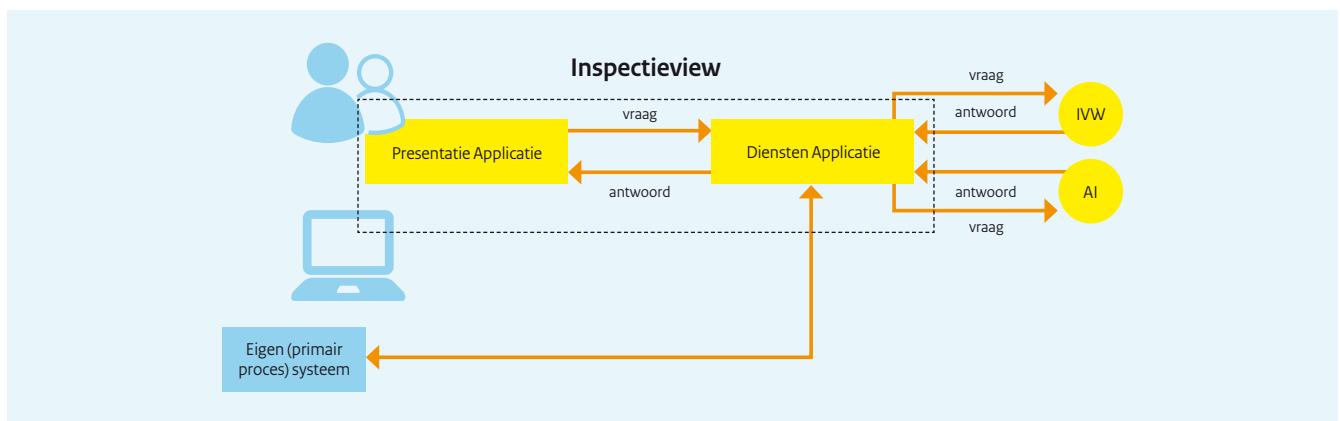 Inspectieview
vraag
antwoord
IVW
vraag
Presentatie Applicatie
Diensten Applicatie
antwoord
antwoord
AI
vraag
Eigen (primair
proces) systeem